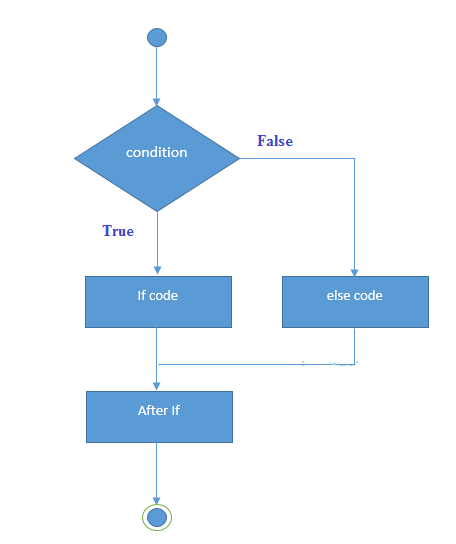 condition
False
True
If code
else code
After If